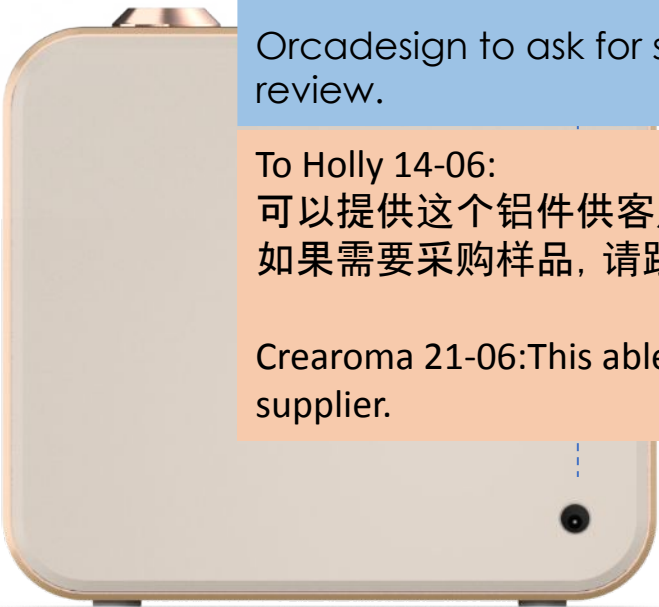 Orcadesign to ask for
review.
To Holly 14-06:
可以提供这个铝件供客
如果需要采购样品, 请
Crearoma 21-06:This able
supplier.